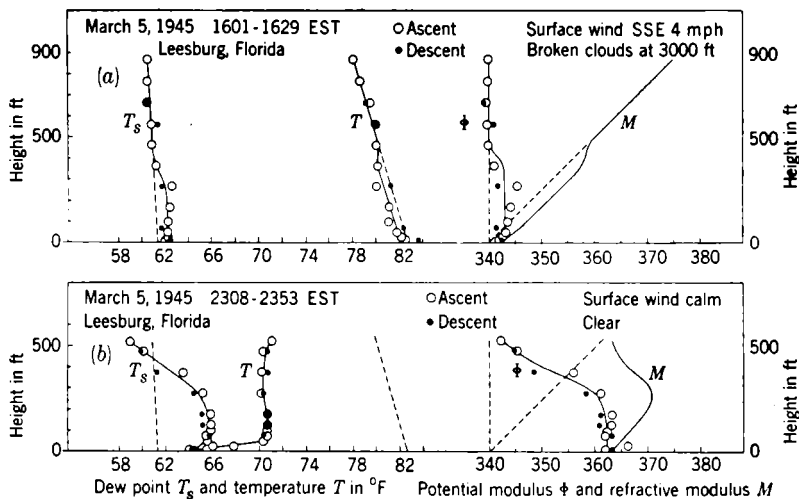 March 5, 1945 1601-1629 EST
Leesburg, Florida
○ Ascent
• Descent
Surface wind SSE 4 mph
Broken clouds at 3000 ft
(a)
Height in ft
900
500
0
T_s
T
Φ
M
900
500
0
Height in ft
58 62 66 70 74 78 82 340 350 360 370 380
March 5, 1945 2308-2353 EST
Leesburg, Florida
○ Ascent
• Descent
Surface wind calm
Clear
(b)
Height in ft
500
0
T_s
T
Φ
M
500
0
Height in ft
58 62 65 70 71 78 82 340 350 360 370 380
Dew point T_s and temperature T in °F
Potential modulus Φ and refractive modulus M